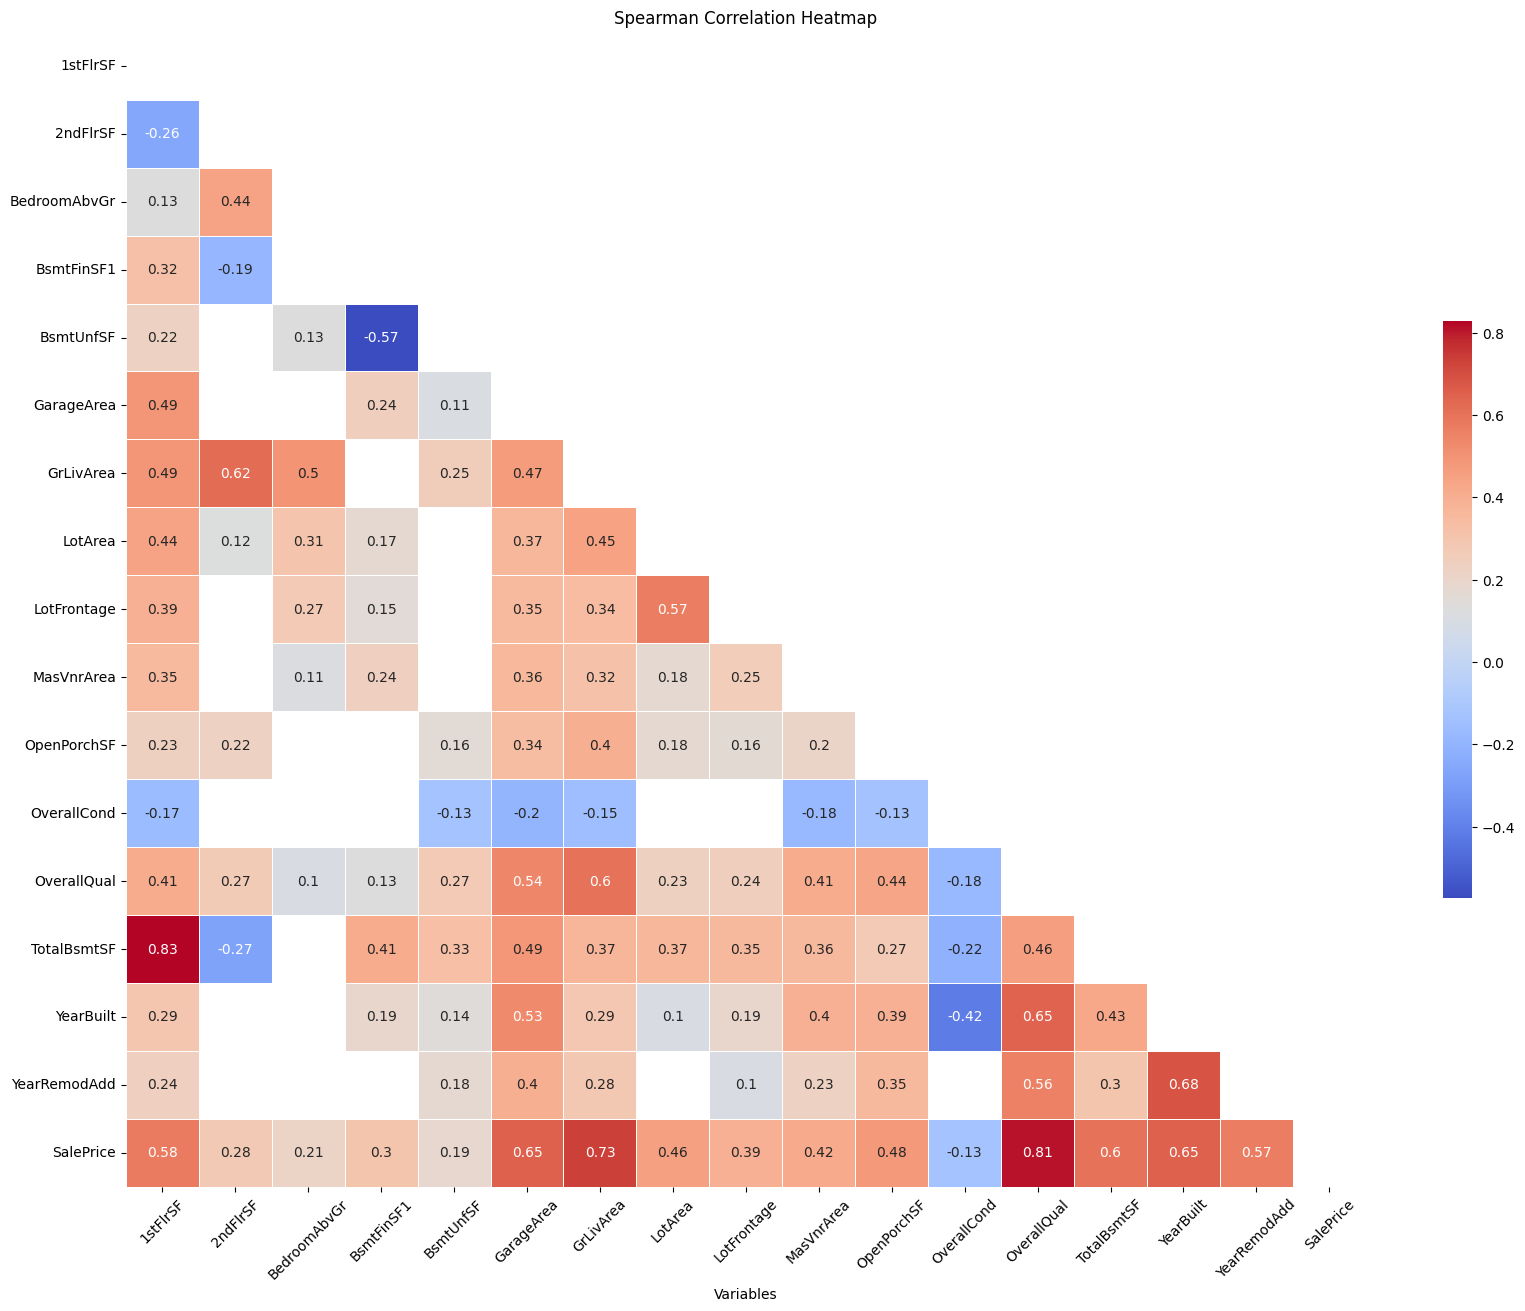 Spearman Correlation Heatmap
1stFlrSF
2ndFlrSF -0.26
BedroomAbvGr 0.13 0.44
BsmtFinSF1 0.32 -0.19
BsmtUnfSF 0.22 0.13 -0.57
GarageArea 0.49 0.24 0.11
GrLivArea 0.49 0.62 0.5 0.25 0.47
LotArea 0.44 0.12 0.31 0.17 0.37 0.45
LotFrontage 0.39 0.27 0.15 0.35 0.34 0.57
MasVnrArea 0.35 0.11 0.24 0.36 0.32 0.18 0.25
OpenPorchSF 0.23 0.22 0.16 0.34 0.4 0.18 0.16 0.2
OverallCond -0.17 -0.13 -0.2 -0.15 -0.18 -0.13
OverallQual 0.41 0.27 0.1 0.13 0.27 0.54 0.6 0.23 0.24 0.41 0.44 -0.18
TotalBsmtSF 0.83 -0.27 0.41 0.33 0.49 0.37 0.37 0.35 0.36 0.27 -0.22 0.46
YearBuilt 0.29 0.19 0.14 0.53 0.29 0.1 0.19 0.4 0.39 -0.42 0.65 0.43
YearRemodAdd 0.24 0.18 0.4 0.28 0.1 0.23 0.35 0.56 0.3 0.68
SalePrice 0.58 0.28 0.21 0.3 0.19 0.65 0.73 0.46 0.39 0.42 0.48 -0.13 0.81 0.6 0.65 0.57
1stFlrSF 2ndFlrSF BedroomAbvGr BsmtFinSF1 BsmtUnfSF GarageArea GrLivArea LotArea LotFrontage MasVnrArea OpenPorchSF OverallCond OverallQual TotalBsmtSF YearBuilt YearRemodAdd SalePrice
Variables
0.8
0.6
0.4
0.2
0.0
−0.2
−0.4